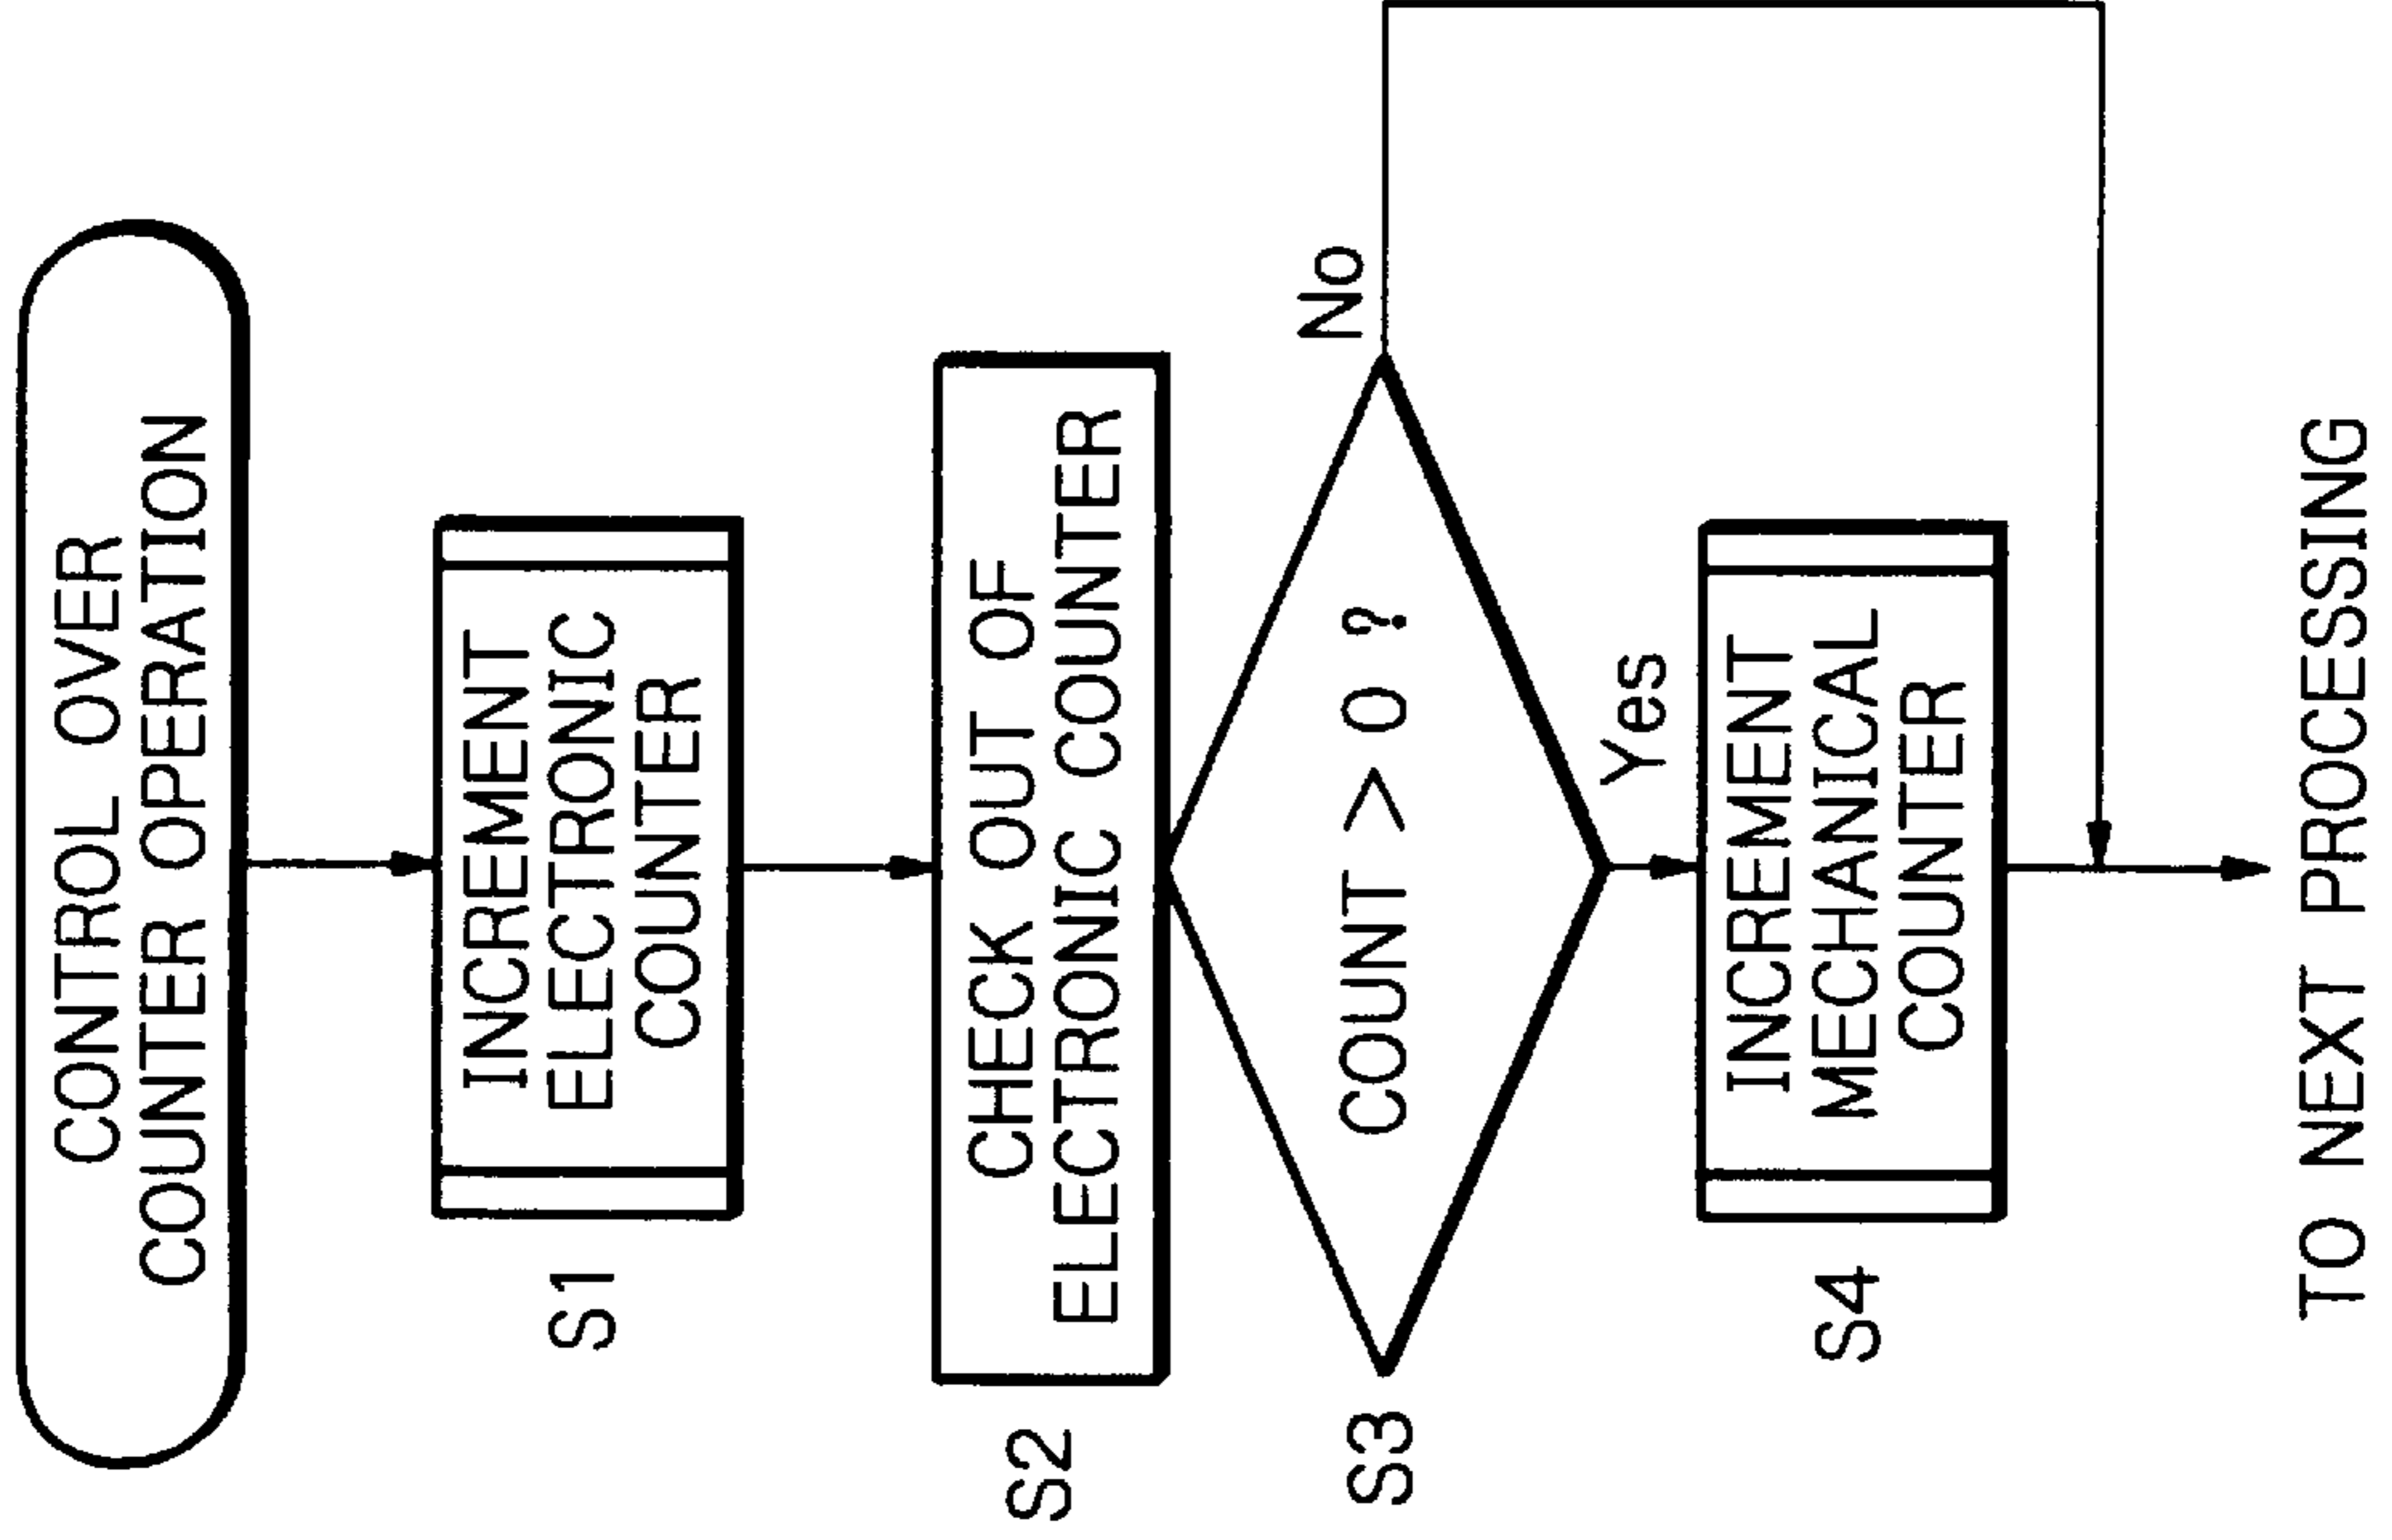 CONTROL OVER
COUNTER OPERATION
S1
INCREMENT
ELECTRONIC
COUNTER
S2
CHECK OUT OF
ELECTRONIC COUNTER
S3
COUNT > 0 ?
No
Yes
S4
INCREMENT
MECHANICAL
COUNTER
TO NEXT PROCESSING